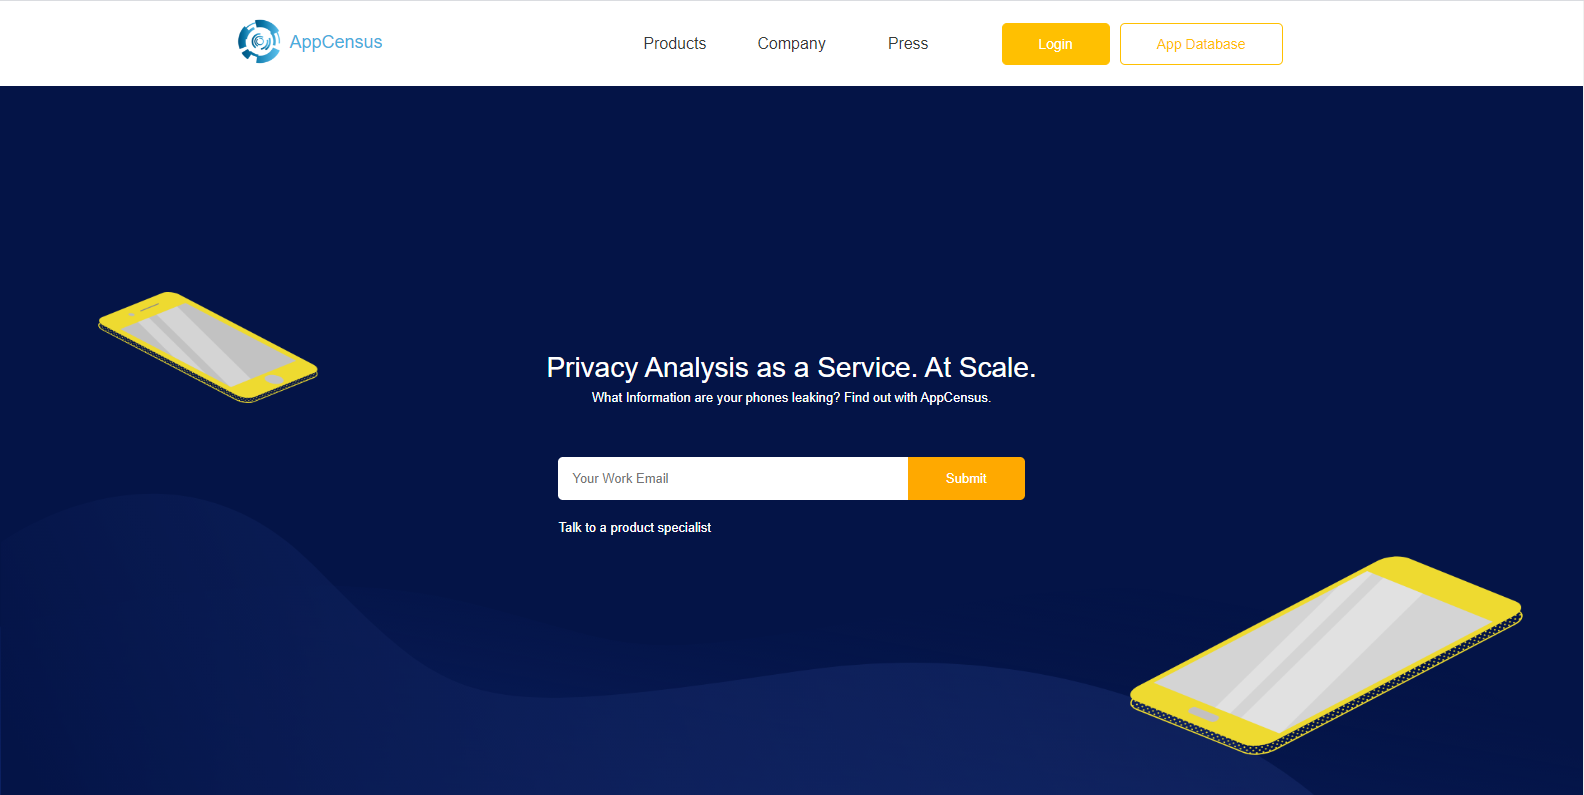 AppCensus
Products
Company
Press
Login
App Database
Privacy Analysis as a Service. At Scale.
What Information are your phones leaking? Find out with AppCensus.
Your Work Email
Submit
Talk to a product specialist